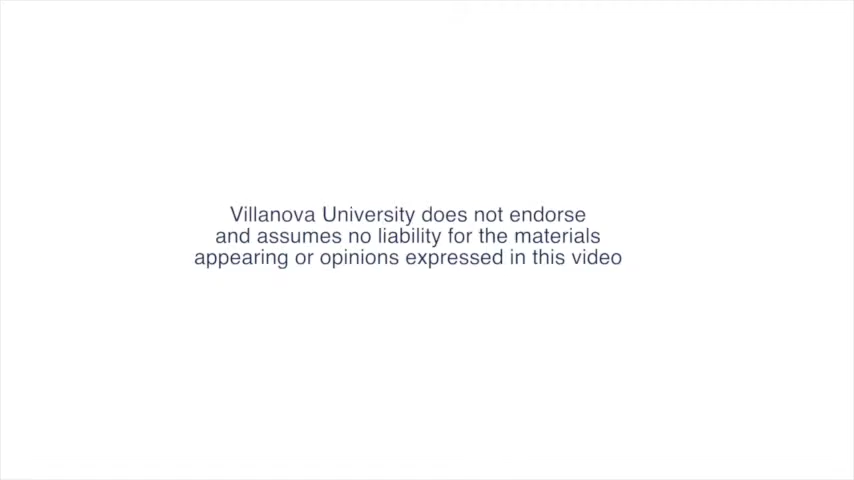 Villanova University does not endorse
and assumes no liability for the materials
appearing or opinions expressed in this video